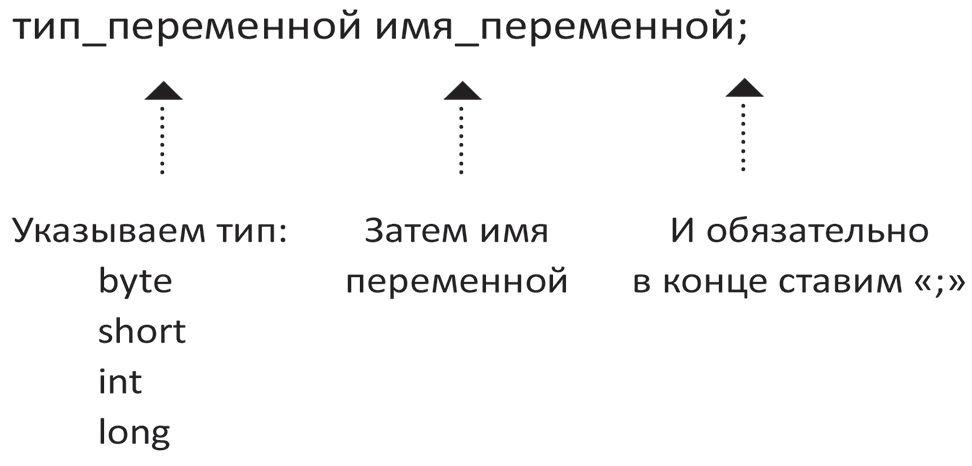 тип_переменной имя_переменной;
Указываем тип:
byte
short
int
long
Затем имя
переменной
И обязательно
в конце ставим «;»